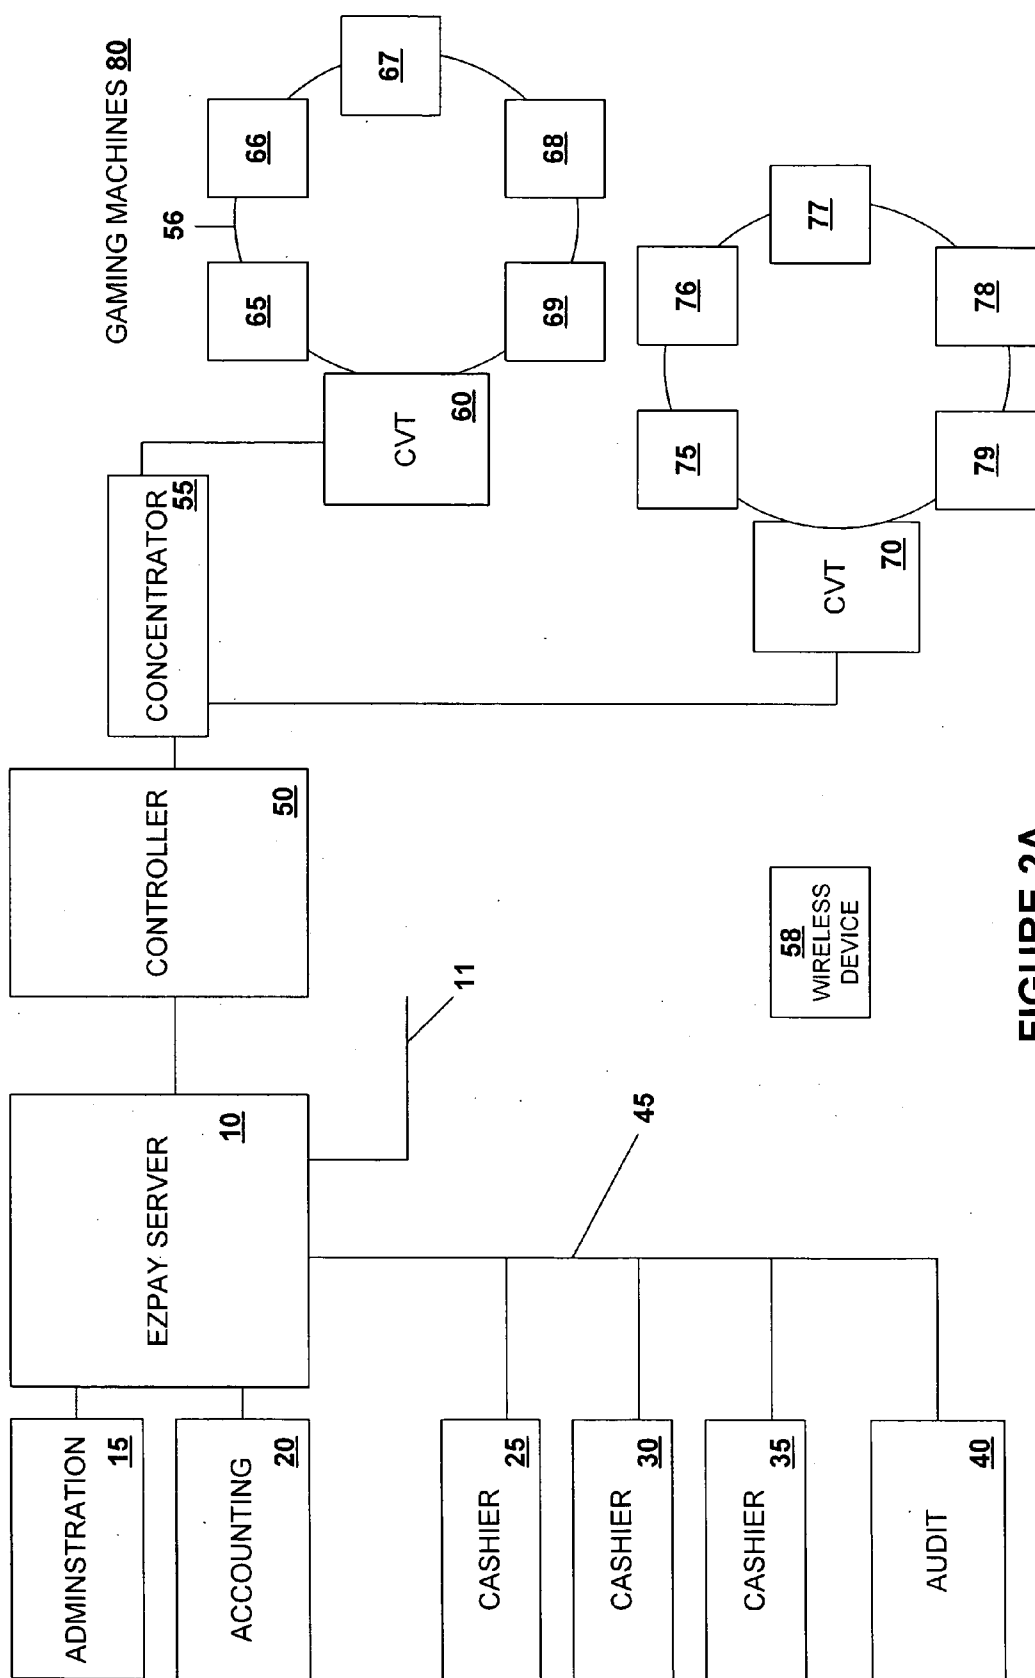 ADMINSTRATION
15
ACCOUNTING
20
CASHIER
25
CASHIER
30
CASHIER
35
AUDIT
40
EZPAY SERVER
10
11
45
CONTROLLER
50
CONCENTRATOR
55
58
WIRELESS
DEVICE
GAMING MACHINES 80
56
CVT
60
65
66
67
68
69
CVT
70
75
76
77
78
79
FIGURE 2A